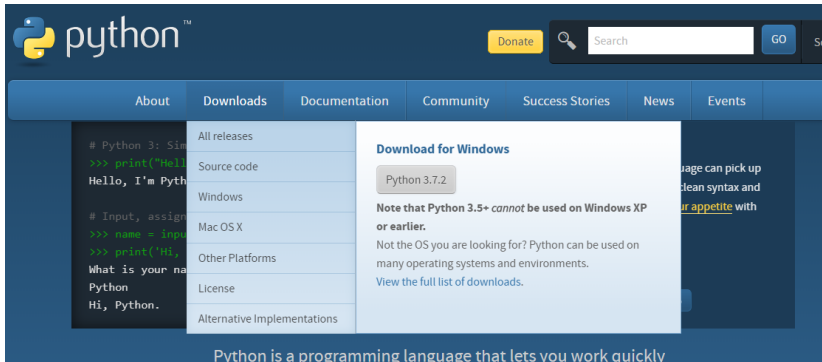 python™
Donate
Search
GO
About Downloads Documentation Community Success Stories News Events
# Python 3: Sim
>>> print("Hell
Hello, I'm Pyth
# Input, assign
>>> name = inpu
>>> print('Hi,
What is your na
Python
Hi, Python.
All releases
Source code
Windows
Mac OS X
Other Platforms
License
Alternative Implementations
Download for Windows
Python 3.7.2
Note that Python 3.5+ cannot be used on Windows XP
or earlier.
Not the OS you are looking for? Python can be used on
many operating systems and environments.
View the full list of downloads.
uage can pick up
clean syntax and
ur appetite with
Python is a programming language that lets you work quickly